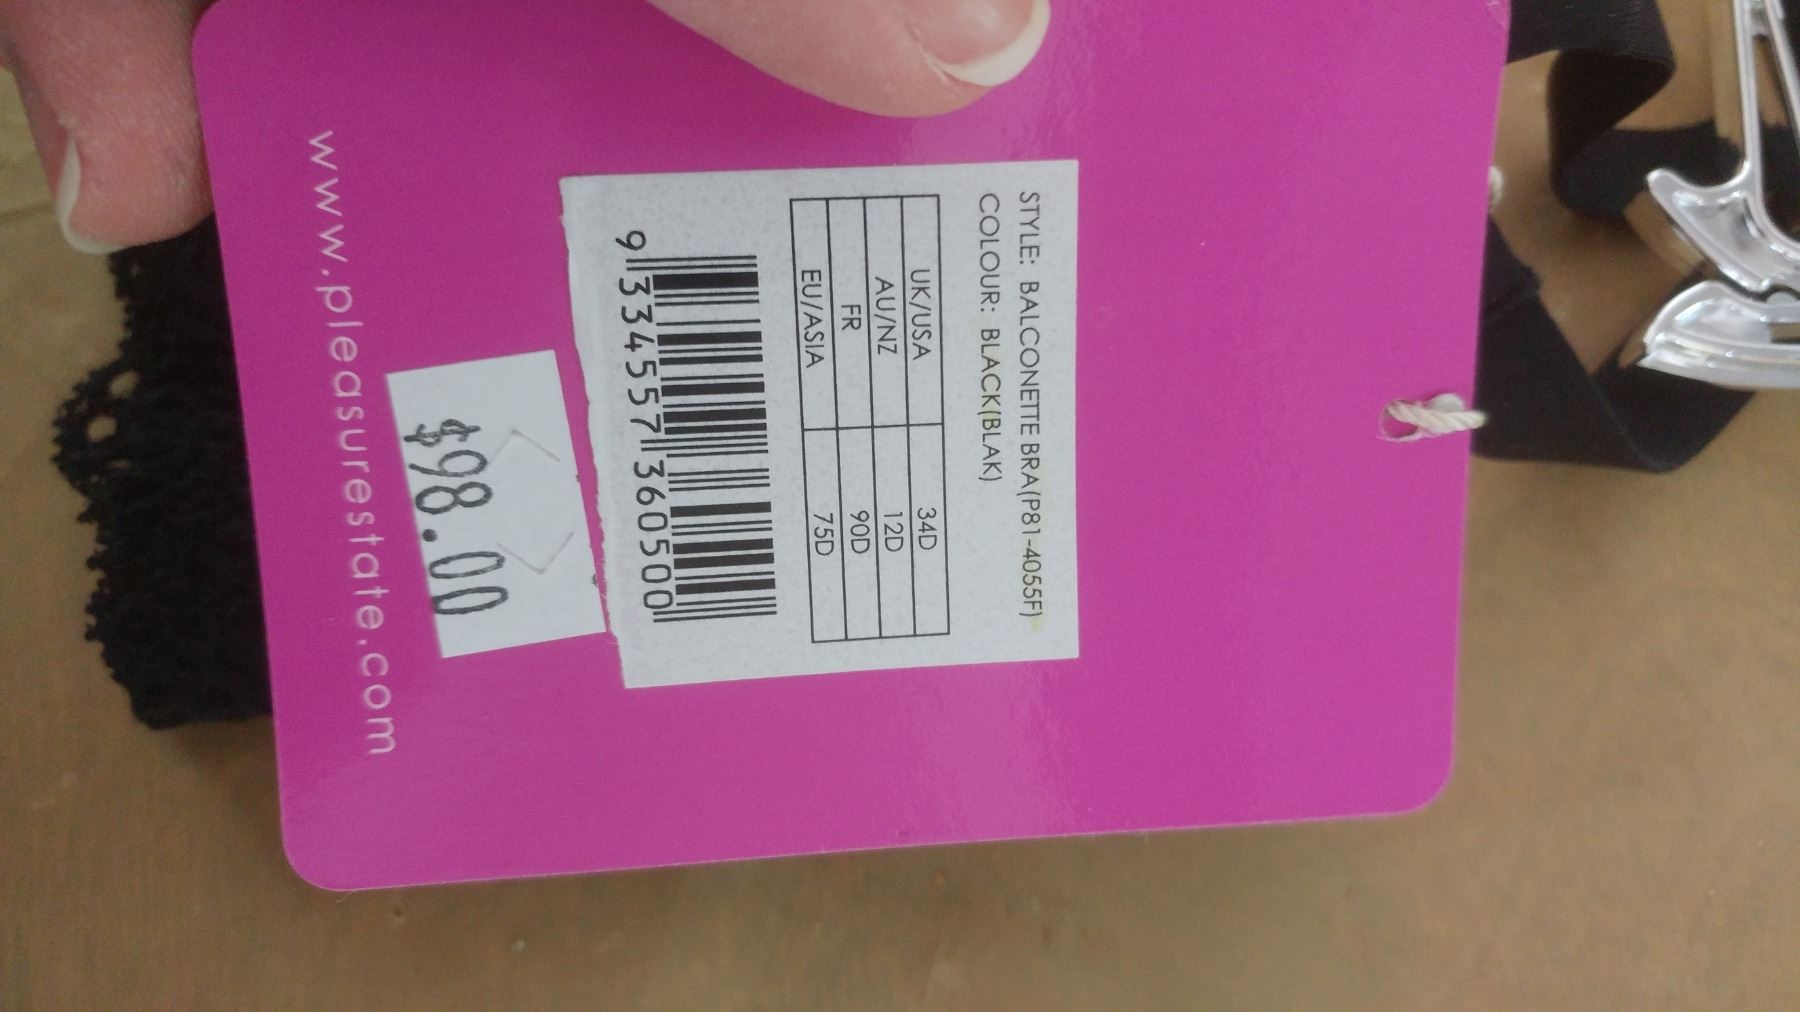 STYLE: BALCONETTE BRA(P81-4055F)
COLOUR: BLACK(BLAK)
UK/USA 34D
AU/NZ 12D
FR 90D
EU/ASIA 75D
9 334557 360500
$98.00
www.pleasurestate.com